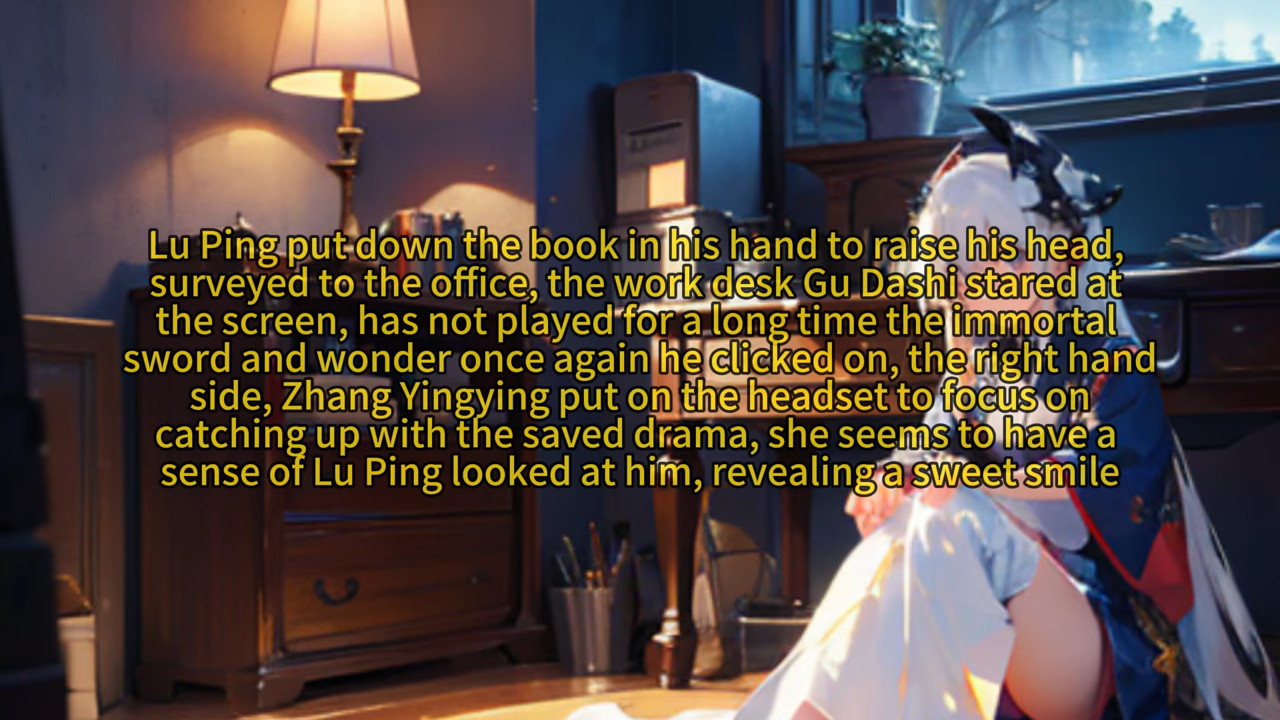 Lu Ping put down the book in his hand to raise his head,
surveyed to the office, the work desk Gu Dashi stared at
the screen, has not played for a long time the immortal
sword and wonder once again he clicked on, the right hand
side, Zhang Yingying put on the headset to focus on
catching up with the saved drama, she seems to have a
sense of Lu Ping looked at him, revealing a sweet smile